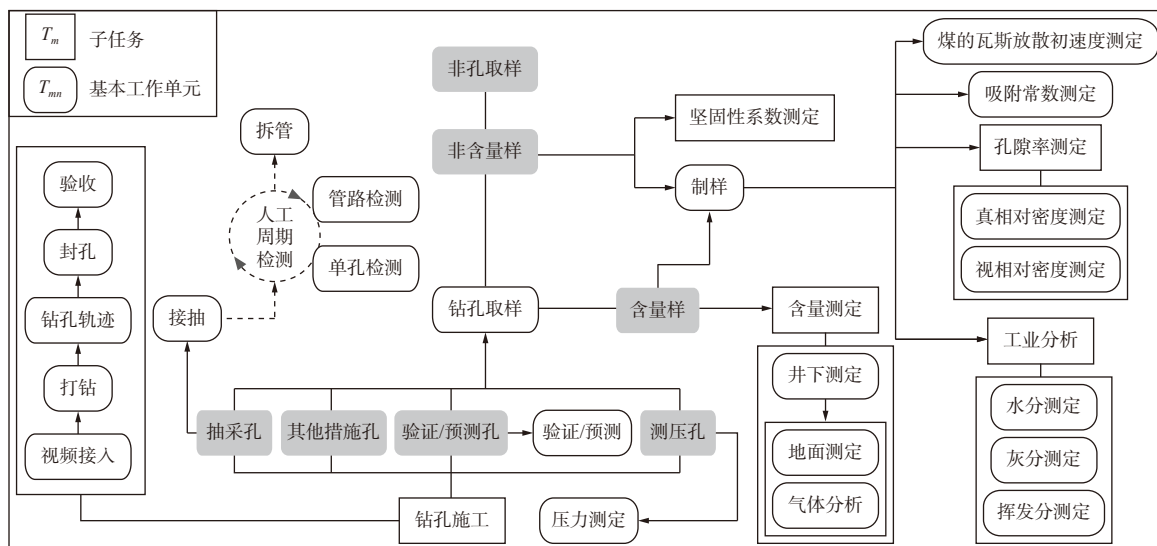 T_m 子任务
T_mn 基本工作单元
验收
封孔
钻孔轨迹
打钻
视频接入
拆管
人工
周期
检测
管路检测
单孔检测
接抽
非孔取样
非含量样
钻孔取样
坚固性系数测定
制样
含量样
含量测定
井下测定
地面测定
气体分析
抽采孔
其他措施孔
验证/预测孔
验证/预测
测压孔
钻孔施工
压力测定
煤的瓦斯放散初速度测定
吸附常数测定
孔隙率测定
真相对密度测定
视相对密度测定
工业分析
水分测定
灰分测定
挥发分测定